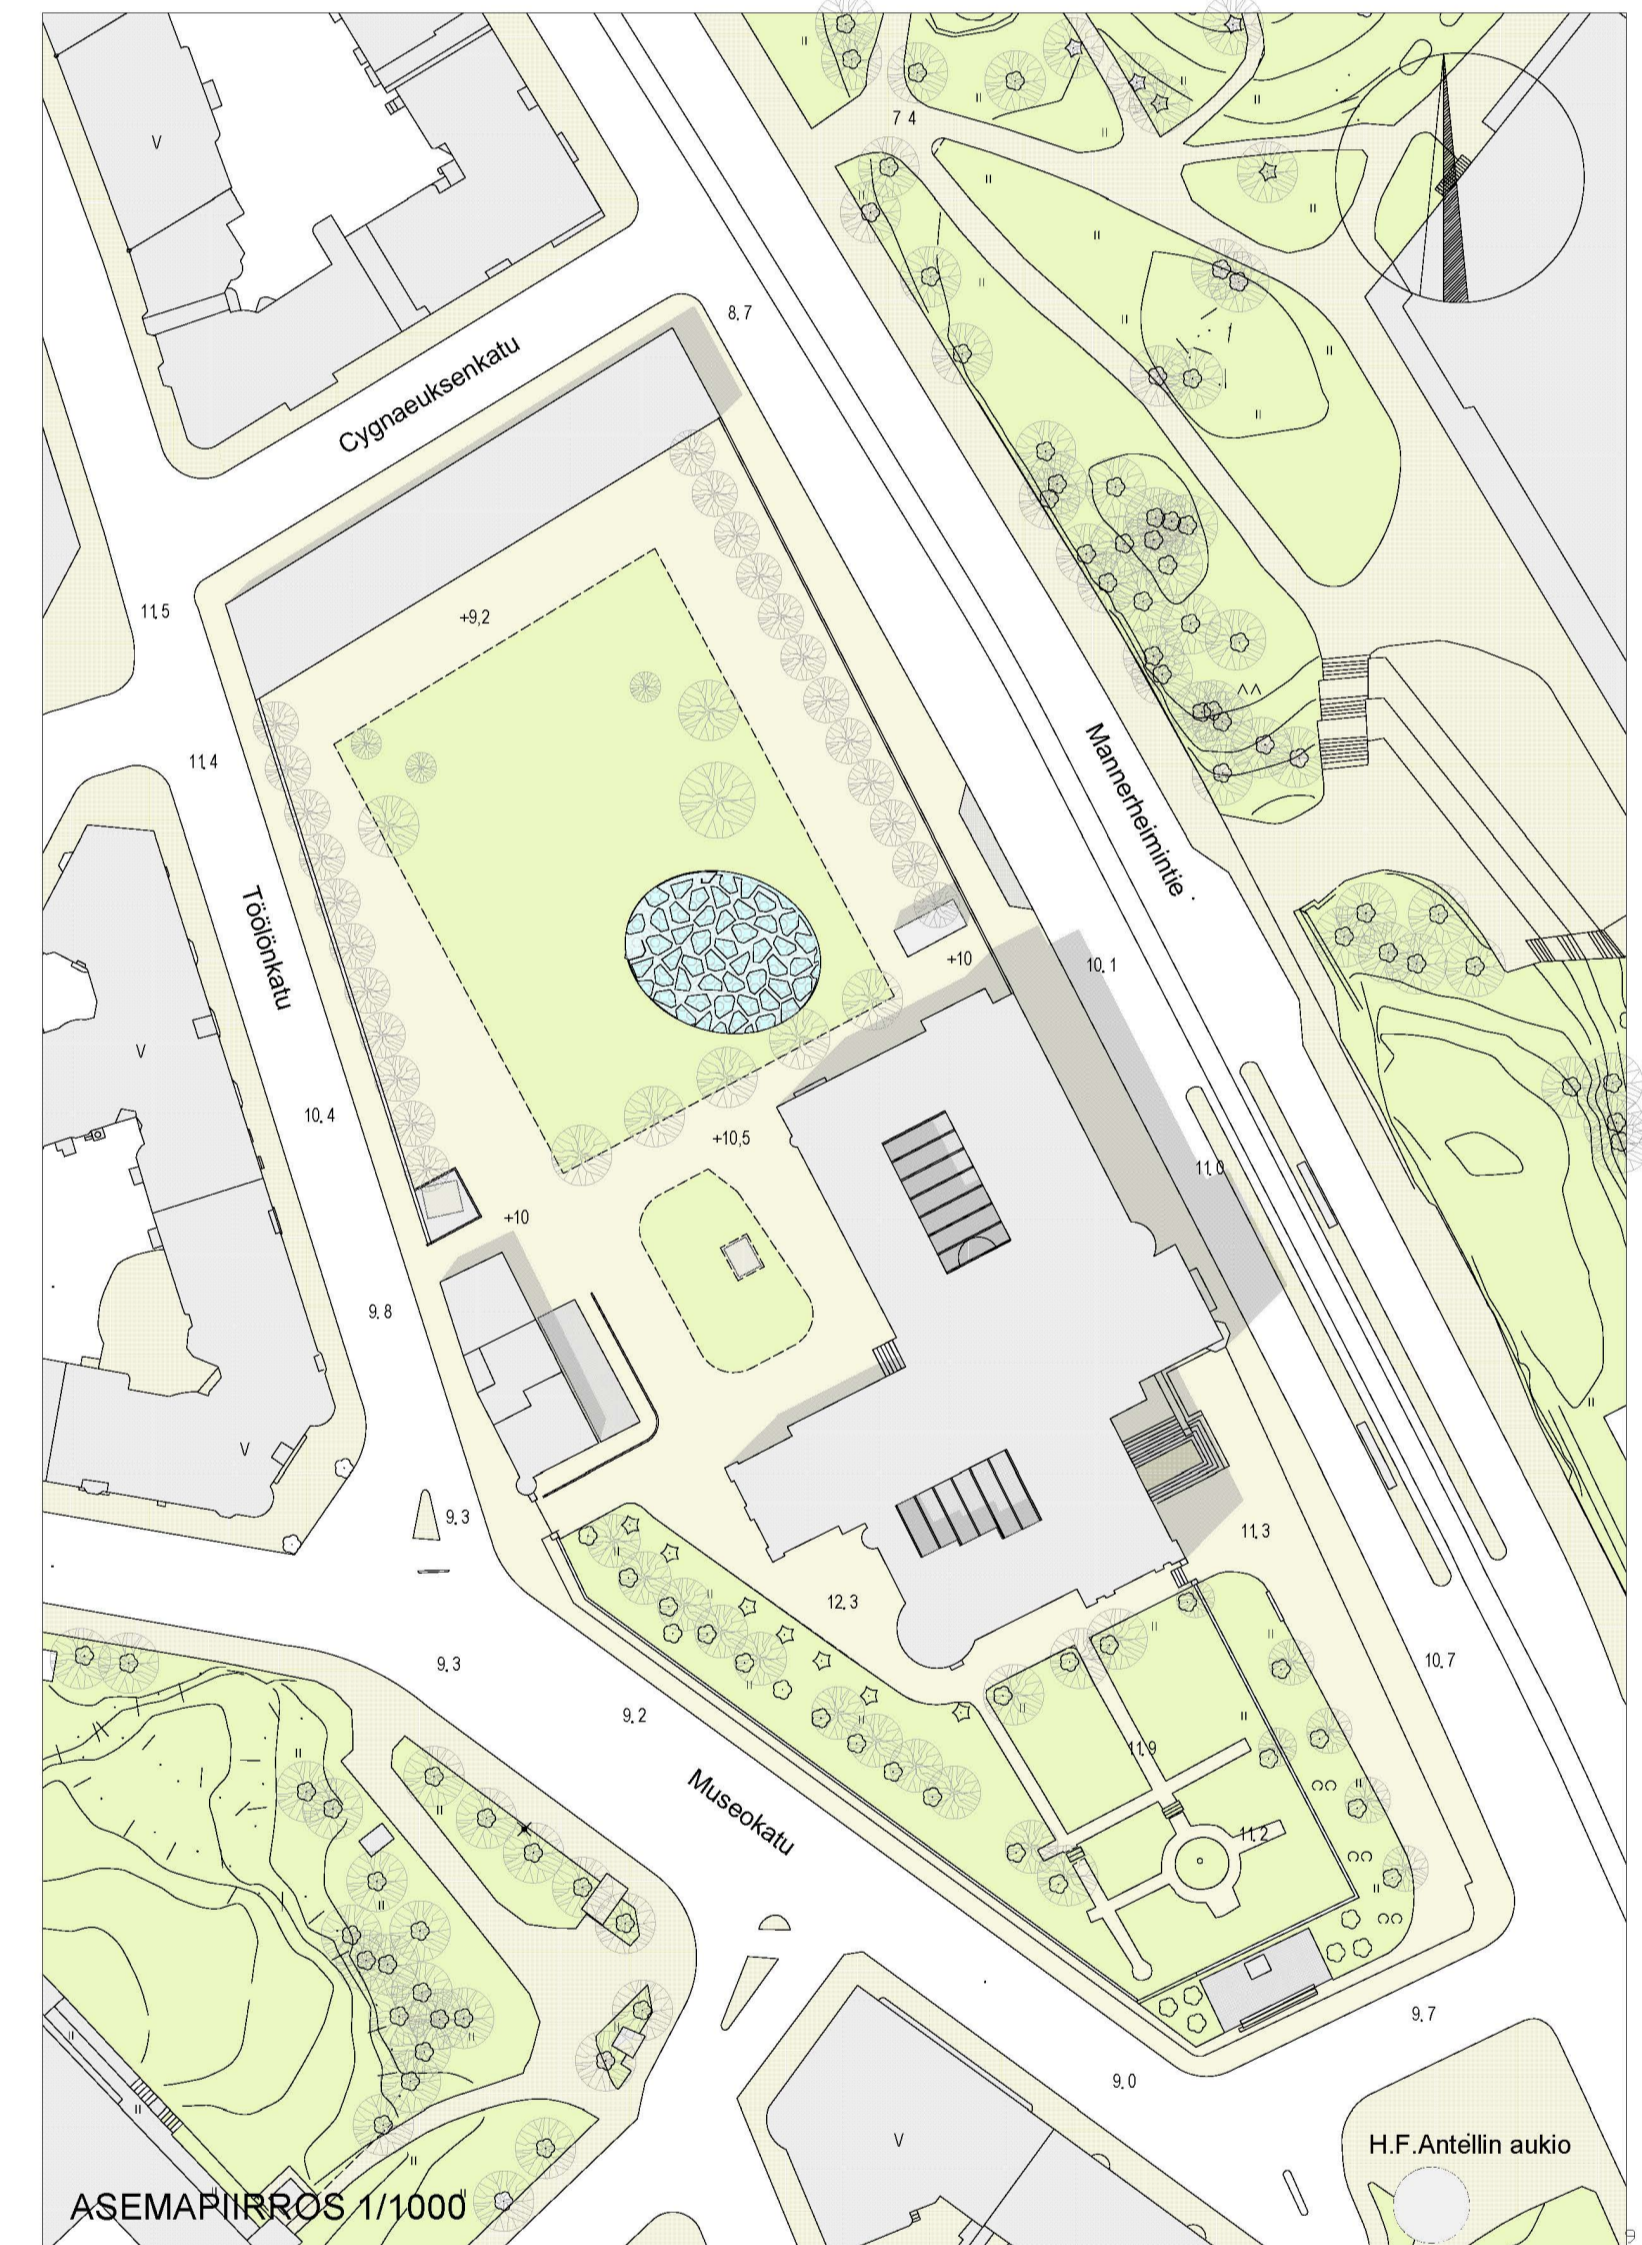 7 4
V
8.7
Cygnaeuksenkatu
11.5
+9,2
11.4
Mannerheimintie
Töölönkatu
+10
10.1
V
10.4
+10,5
11.0
+10
9.8
V
9.3
11.3
12.3
9.3
10.7
9.2
11.9
Museokatu
11.2
9.7
9.0
V
H.F.Antellin aukio
ASEMAPIIRROS 1/1000